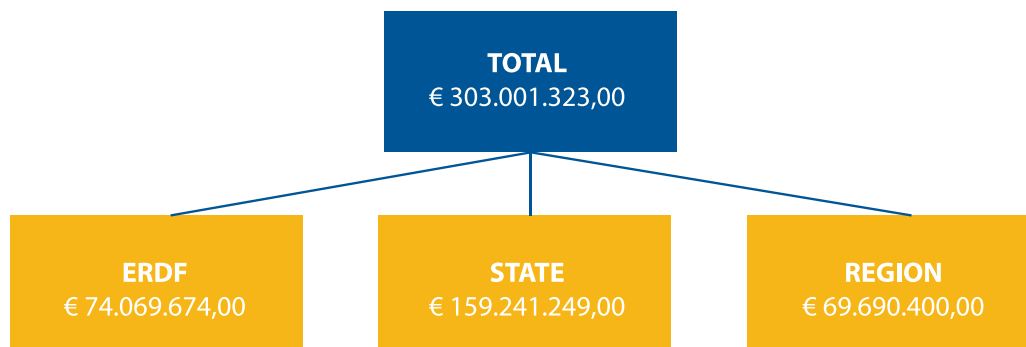 TOTAL
€ 303.001.323,00
ERDF
€ 74.069.674,00
STATE
€ 159.241.249,00
REGION
€ 69.690.400,00